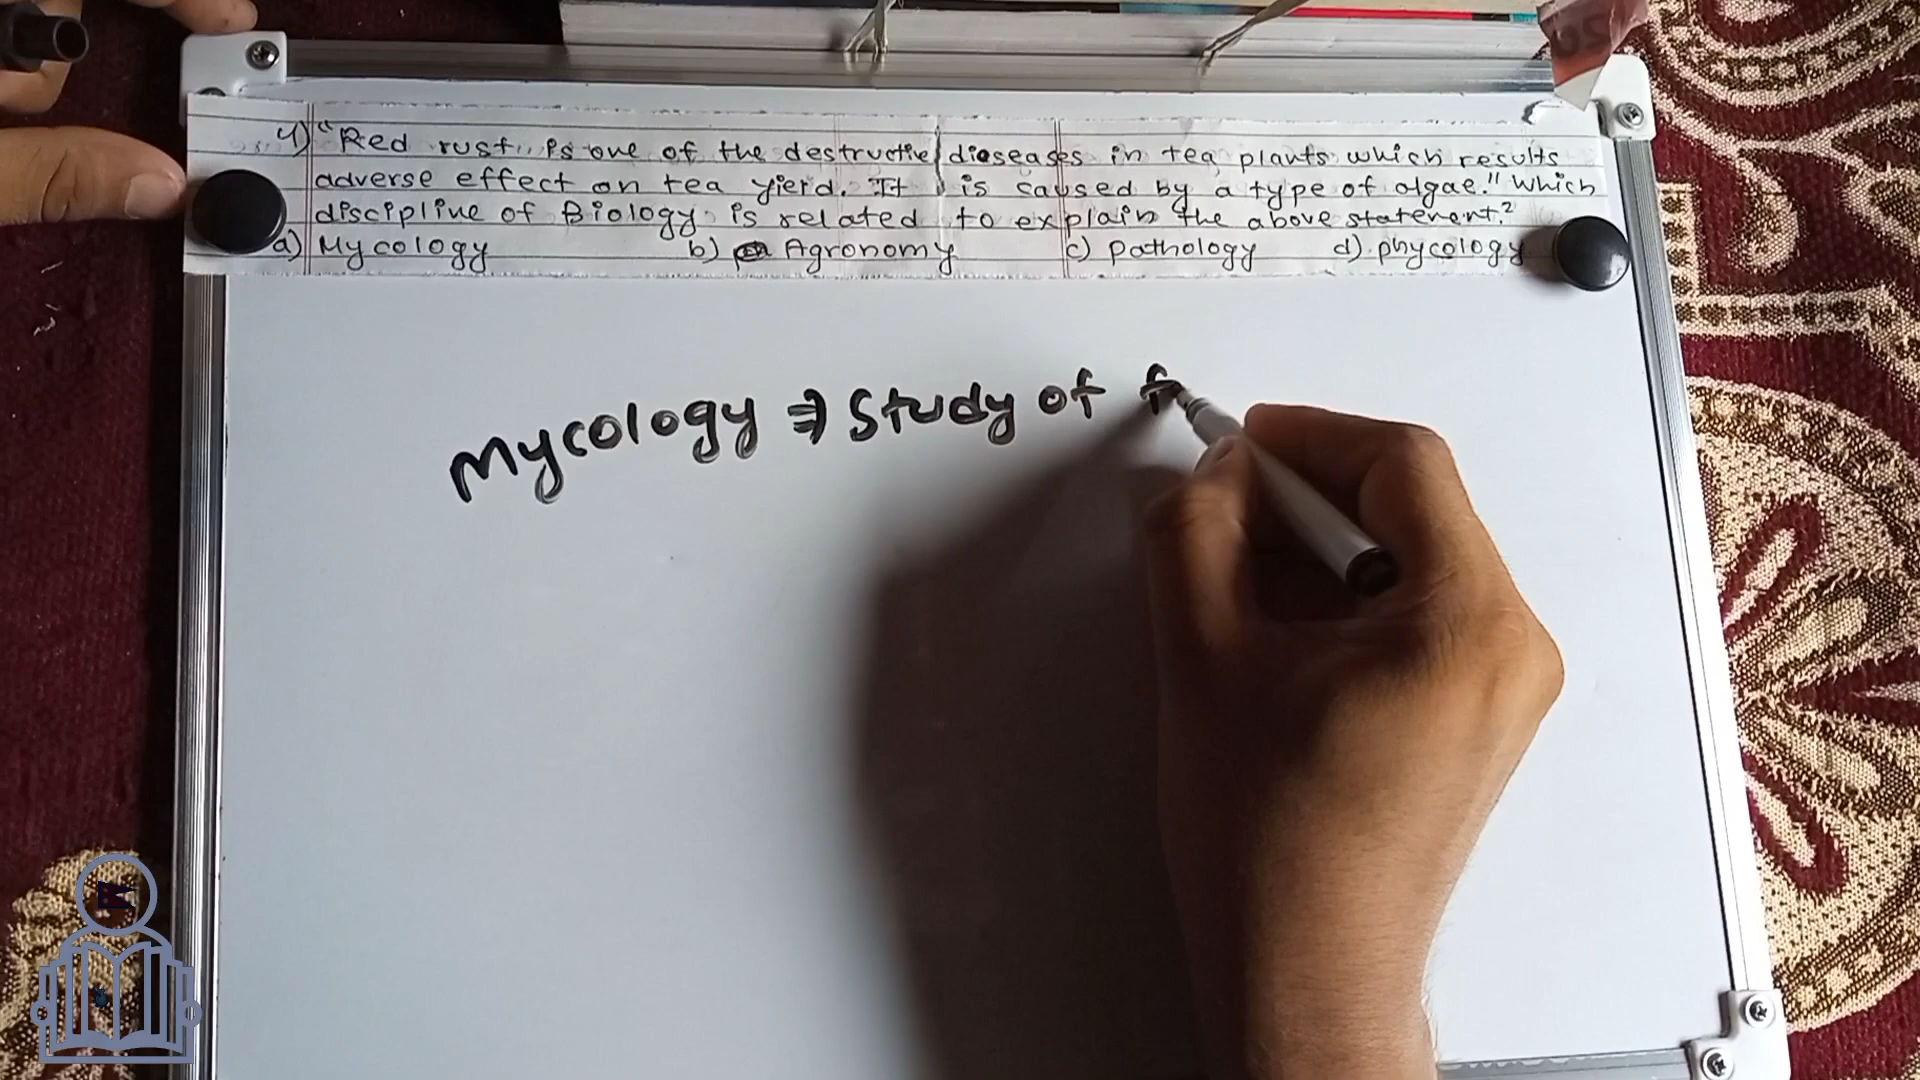 4) "Red rust" is one of the destructive dioseases in tea plants which results
adverse effect on tea yield. It is caused by a type of algae." Which
discipline of Biology is related to explain the above statement?
a) Mycology b) Agronomy c) pathology d) phycology
Mycology ⇒ Study of f